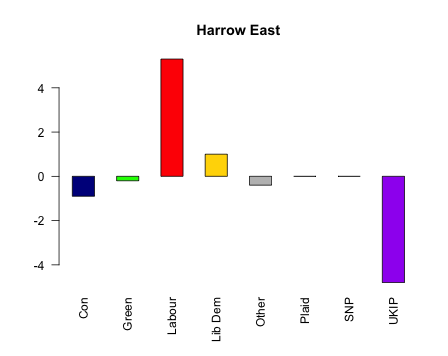 Harrow East
4
2
0
-2
-4
Con
Green
Labour
Lib Dem
Other
Plaid
SNP
UKIP